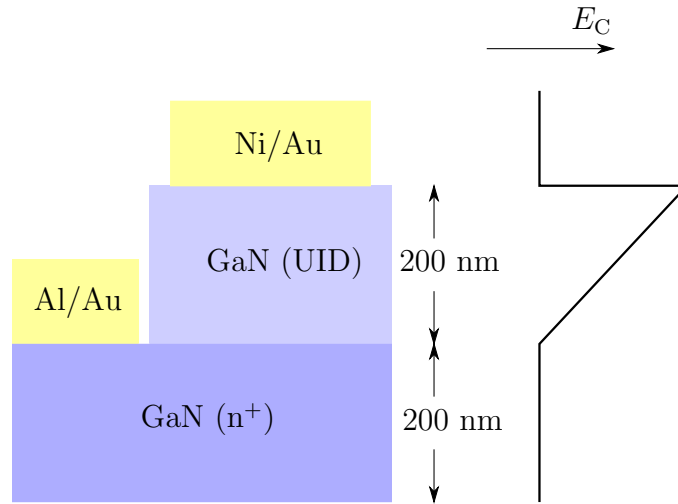 E_C
Ni/Au
GaN (UID)
200 nm
Al/Au
GaN (n⁺)
200 nm